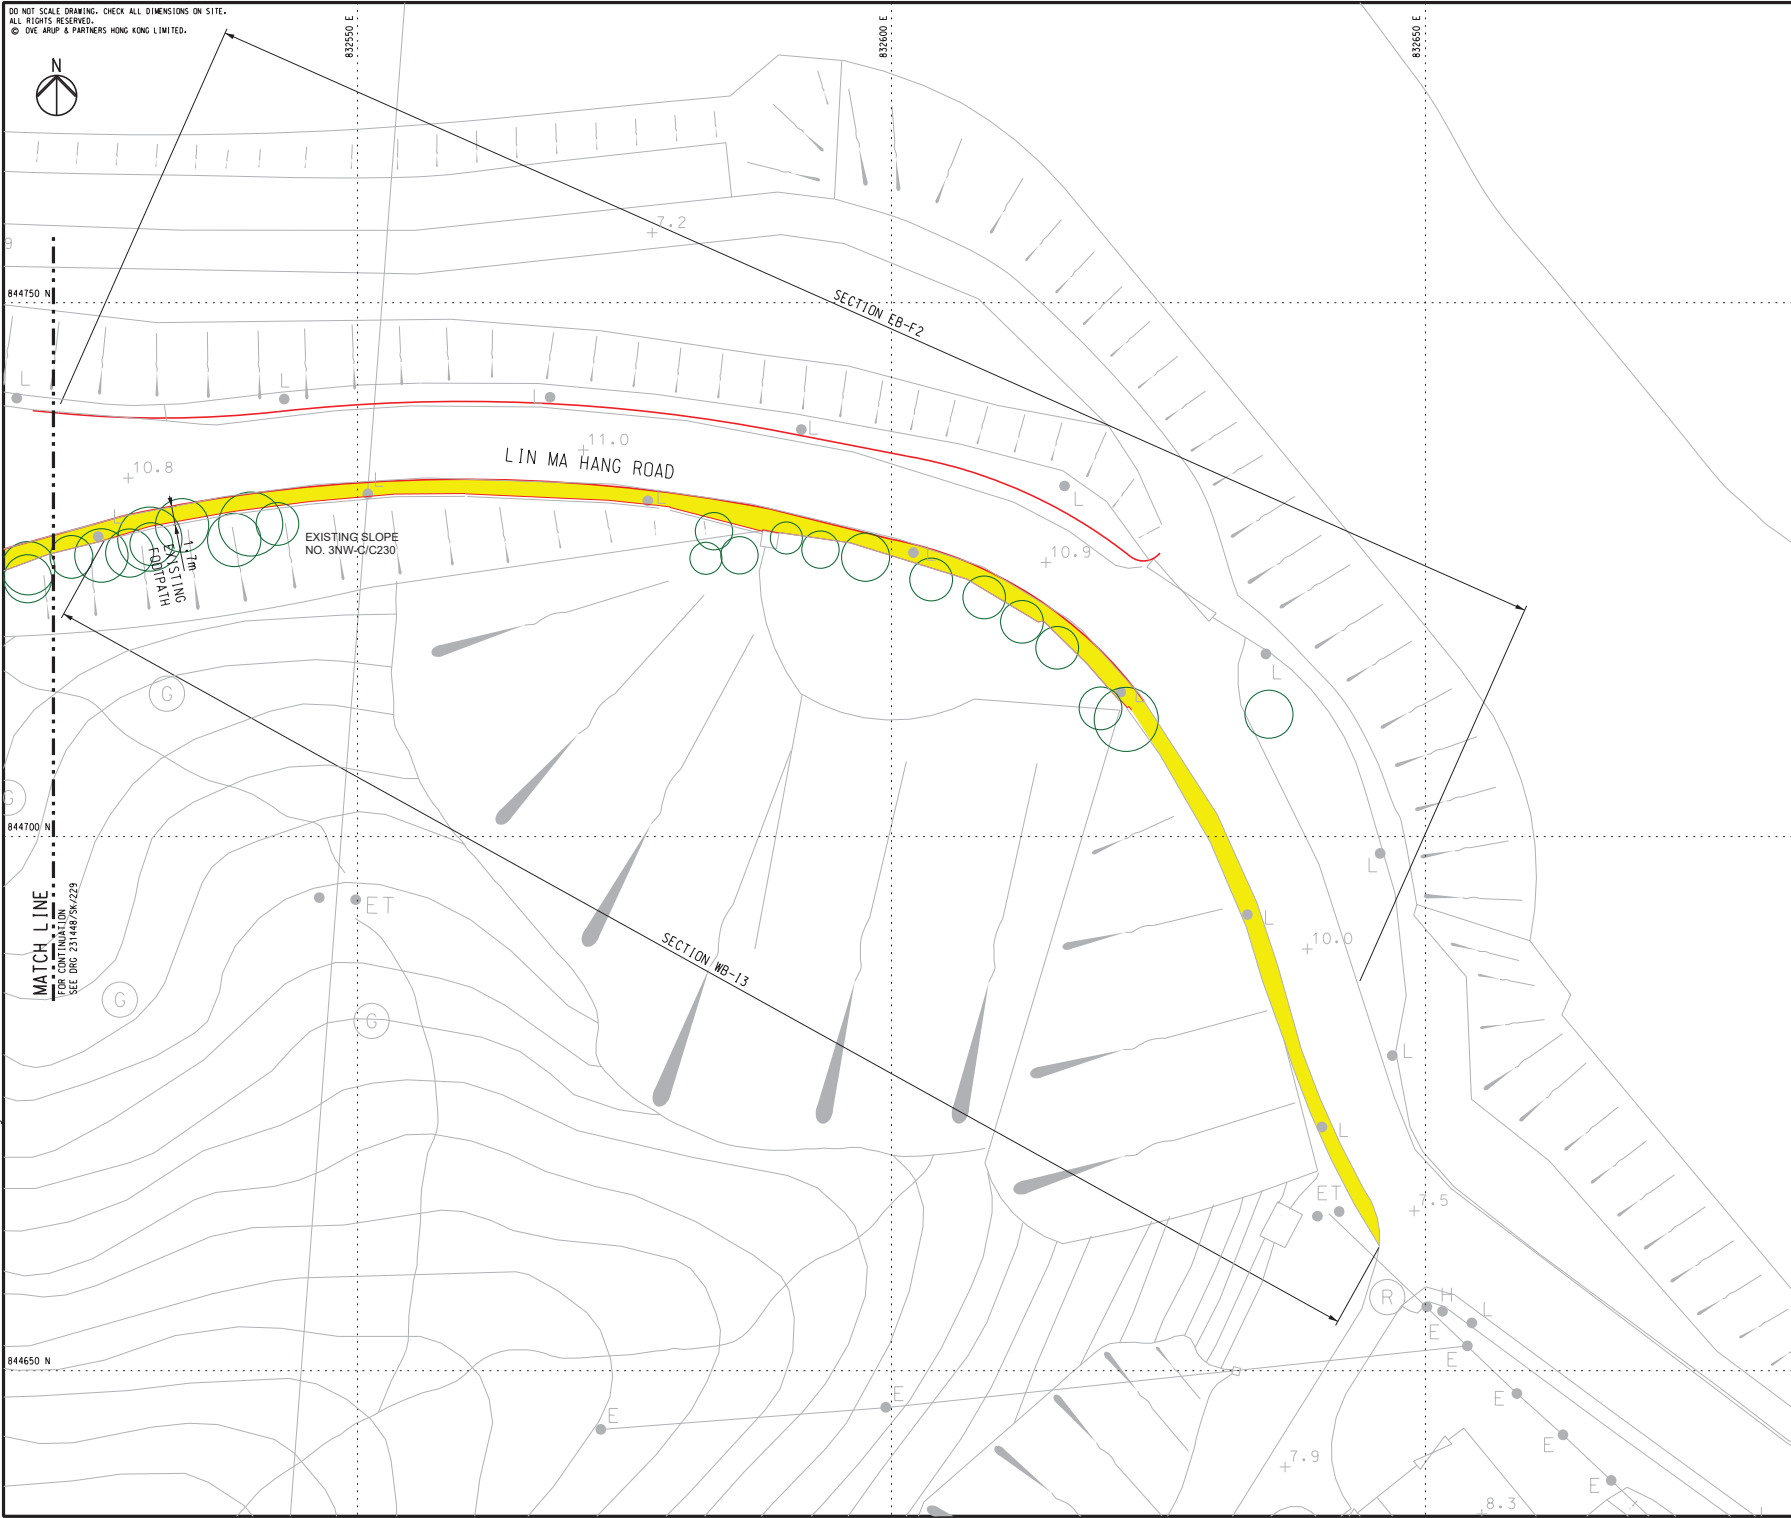 DO NOT SCALE DRAWING. CHECK ALL DIMENSIONS ON SITE.
ALL RIGHTS RESERVED.
© OVE ARUP & PARTNERS HONG KONG LIMITED.
N
832550 E
832600 E
832650 E
7.2
9
844750 N
SECTION EB-F2
L
L
L
L
L
11.0
LIN MA HANG ROAD
10.8
L
L
L
EXISTING SLOPE
NO. 3NW-C/C230
1.7m
EXISTING
FOOTPATH
L
10.9
L
L
G
G
844700 N
L
MATCH LINE
FOR CONTINUATION
SEE DRG 231448/SK/229
ET
L
10.0
SECTION WB-I3
G
G
L
L
ET
7.5
R
H
L
E
E
844650 N
E
E
E
E
7.9
E
8.3